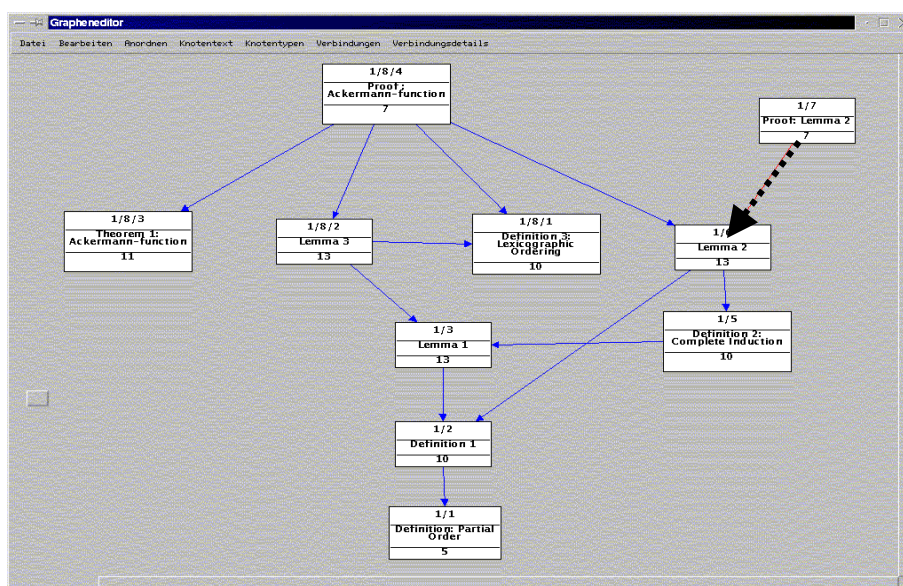 Grapheneditor
Datei Bearbeiten Anordnen Knotentext Knotentypen Verbindungen Verbindungsdetails
1/8/4
Proof:
Ackermann-function
7
1/7
Proof: Lemma 2
7
1/8/3
Theorem 1:
Ackermann-function
11
1/8/2
Lemma 3
13
1/8/1
Definition 3:
Lexicographic
Ordering
10
Lemma 2
13
1/5
Definition 2:
Complete Induction
10
1/3
Lemma 1
13
1/2
Definition 1
10
1/1
Definition: Partial
Order
5